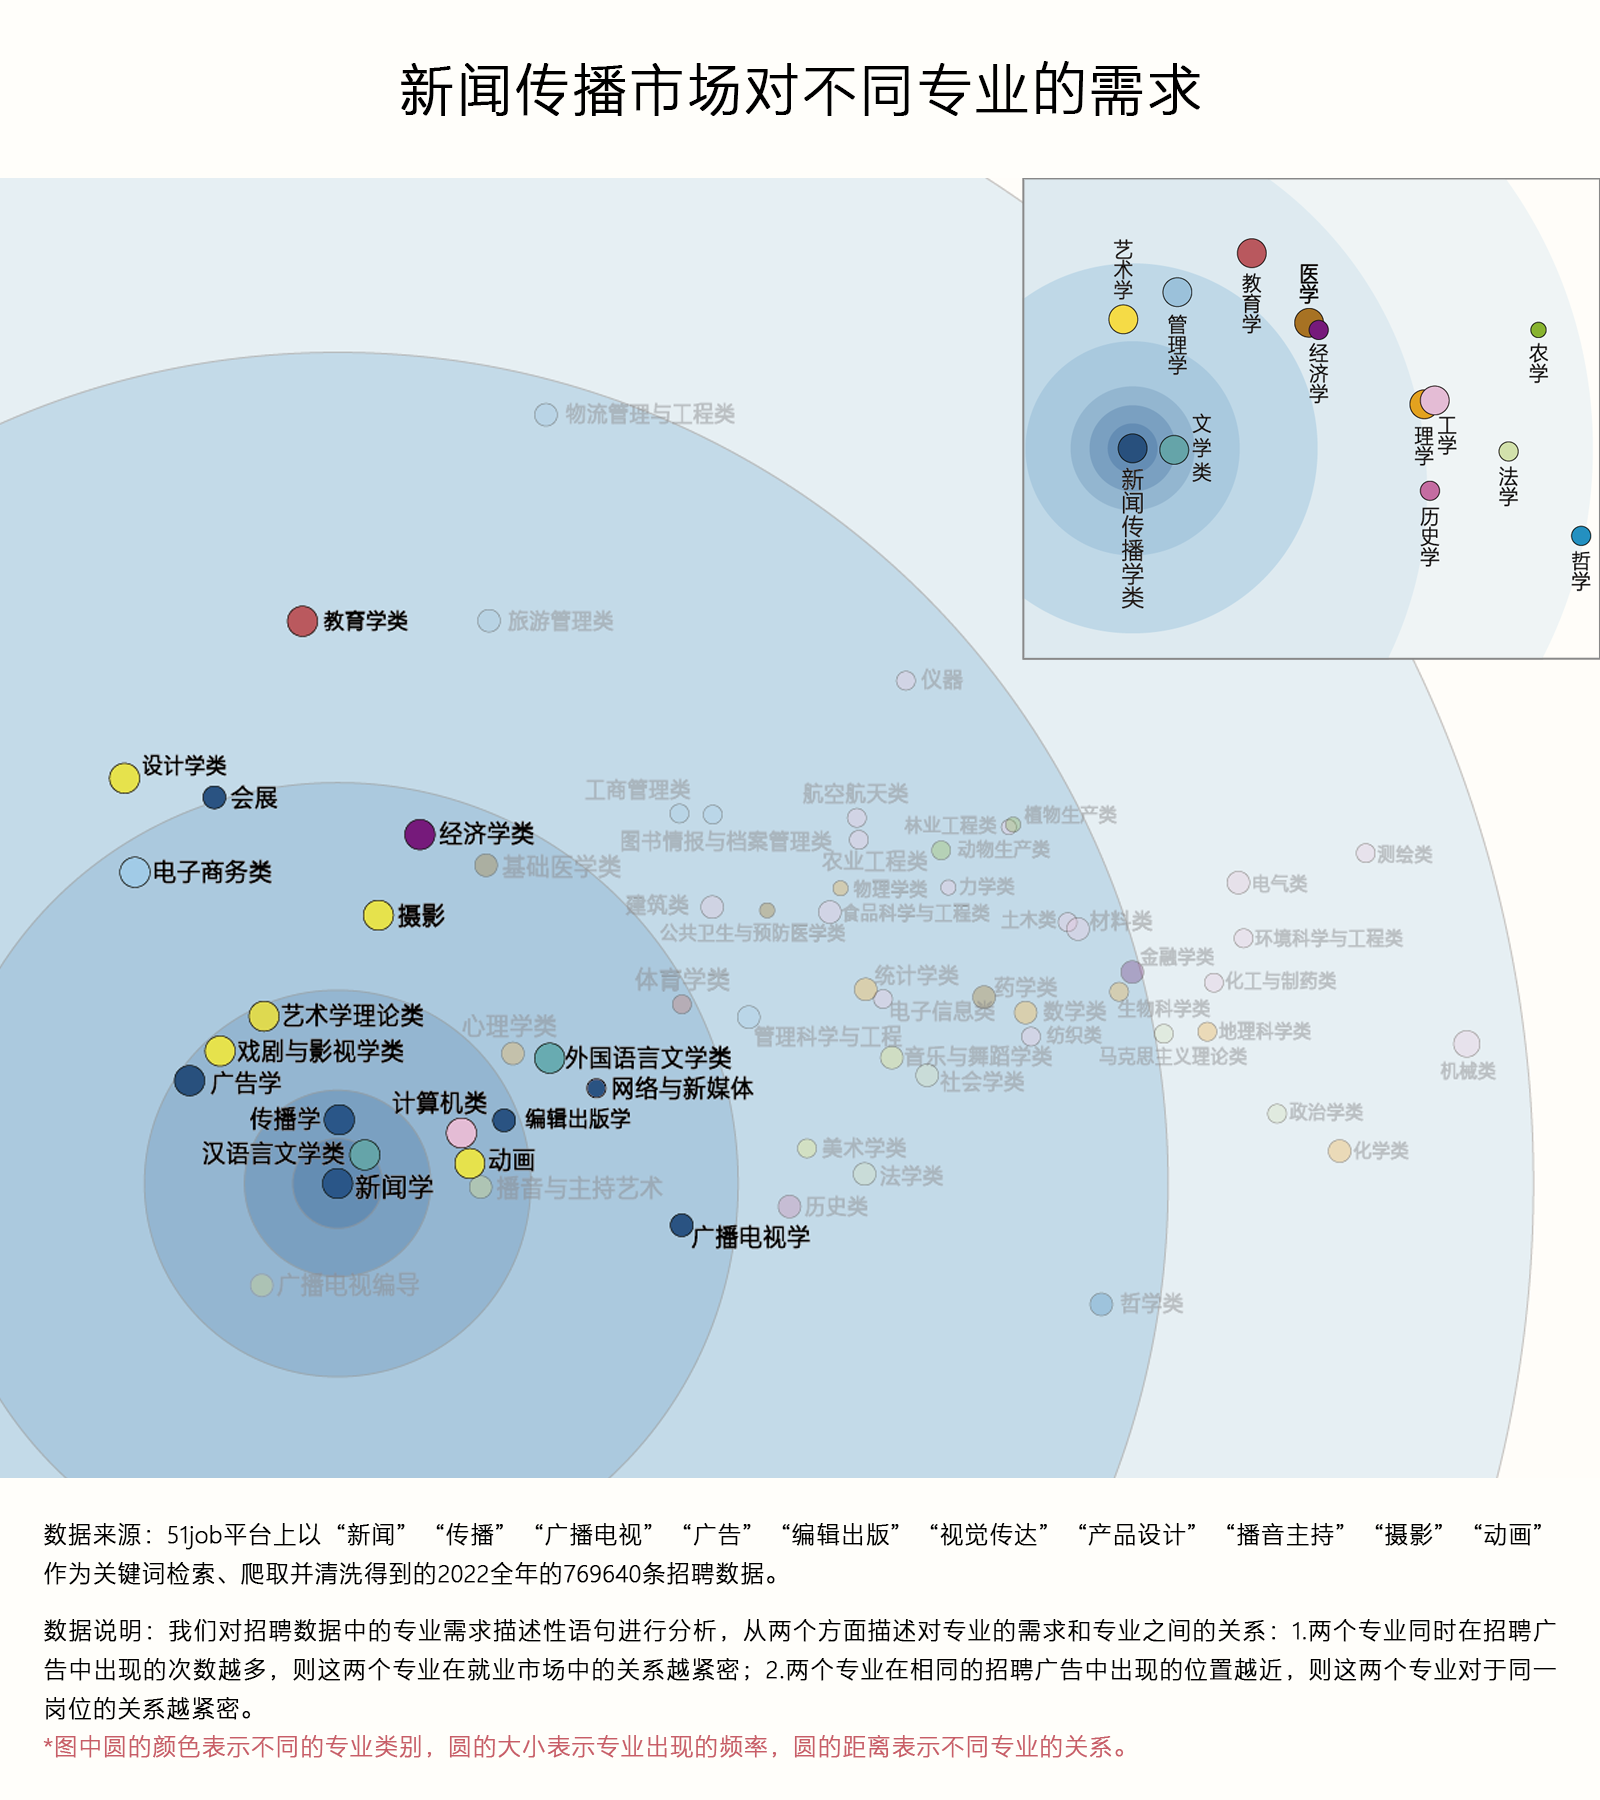 新闻传播市场对不同专业的需求
艺术学
管理学
教育学
医学
经济学
农学
文学类
新闻传播学类
理学
工学
法学
历史学
哲学
物流管理与工程类
教育学类
旅游管理类
仪器
设计学类
会展
工商管理类
航空航天类
图书情报与档案管理类
林业工程类
植物生产类
经济学类
电子商务类
基础医学类
农业工程类
动物生产类
测绘类
物理学类
力学类
电气类
摄影
建筑类
公共卫生与预防医学类
食品科学与工程类
土木类
材料类
环境科学与工程类
金融学类
体育学类
统计学类
药学类
化工与制药类
艺术学理论类
心理学类
管理科学与工程
电子信息类
数学类
生物科学类
戏剧与影视学类
外国语言文学类
音乐与舞蹈学类
纺织类
马克思主义理论类
地理科学类
广告学
网络与新媒体
社会学类
机械类
传播学
计算机类
编辑出版学
政治学类
汉语言文学类
动画
美术学类
化学类
新闻学
播音与主持艺术
法学类
历史类
广播电视学
广播电视编导
哲学类
数据来源：51job平台上以“新闻”“传播”“广播电视”“广告”“编辑出版”“视觉传达”“产品设计”“播音主持”“摄影”“动画”
作为关键词检索、爬取并清洗得到的2022全年的769640条招聘数据。
数据说明：我们对招聘数据中的专业需求描述性语句进行分析，从两个方面描述对专业的需求和专业之间的关系：1.两个专业同时在招聘广
告中出现的次数越多，则这两个专业在就业市场中的关系越紧密；2.两个专业在相同的招聘广告中出现的位置越近，则这两个专业对于同一
岗位的关系越紧密。
*图中圆的颜色表示不同的专业类别，圆的大小表示专业出现的频率，圆的距离表示不同专业的关系。